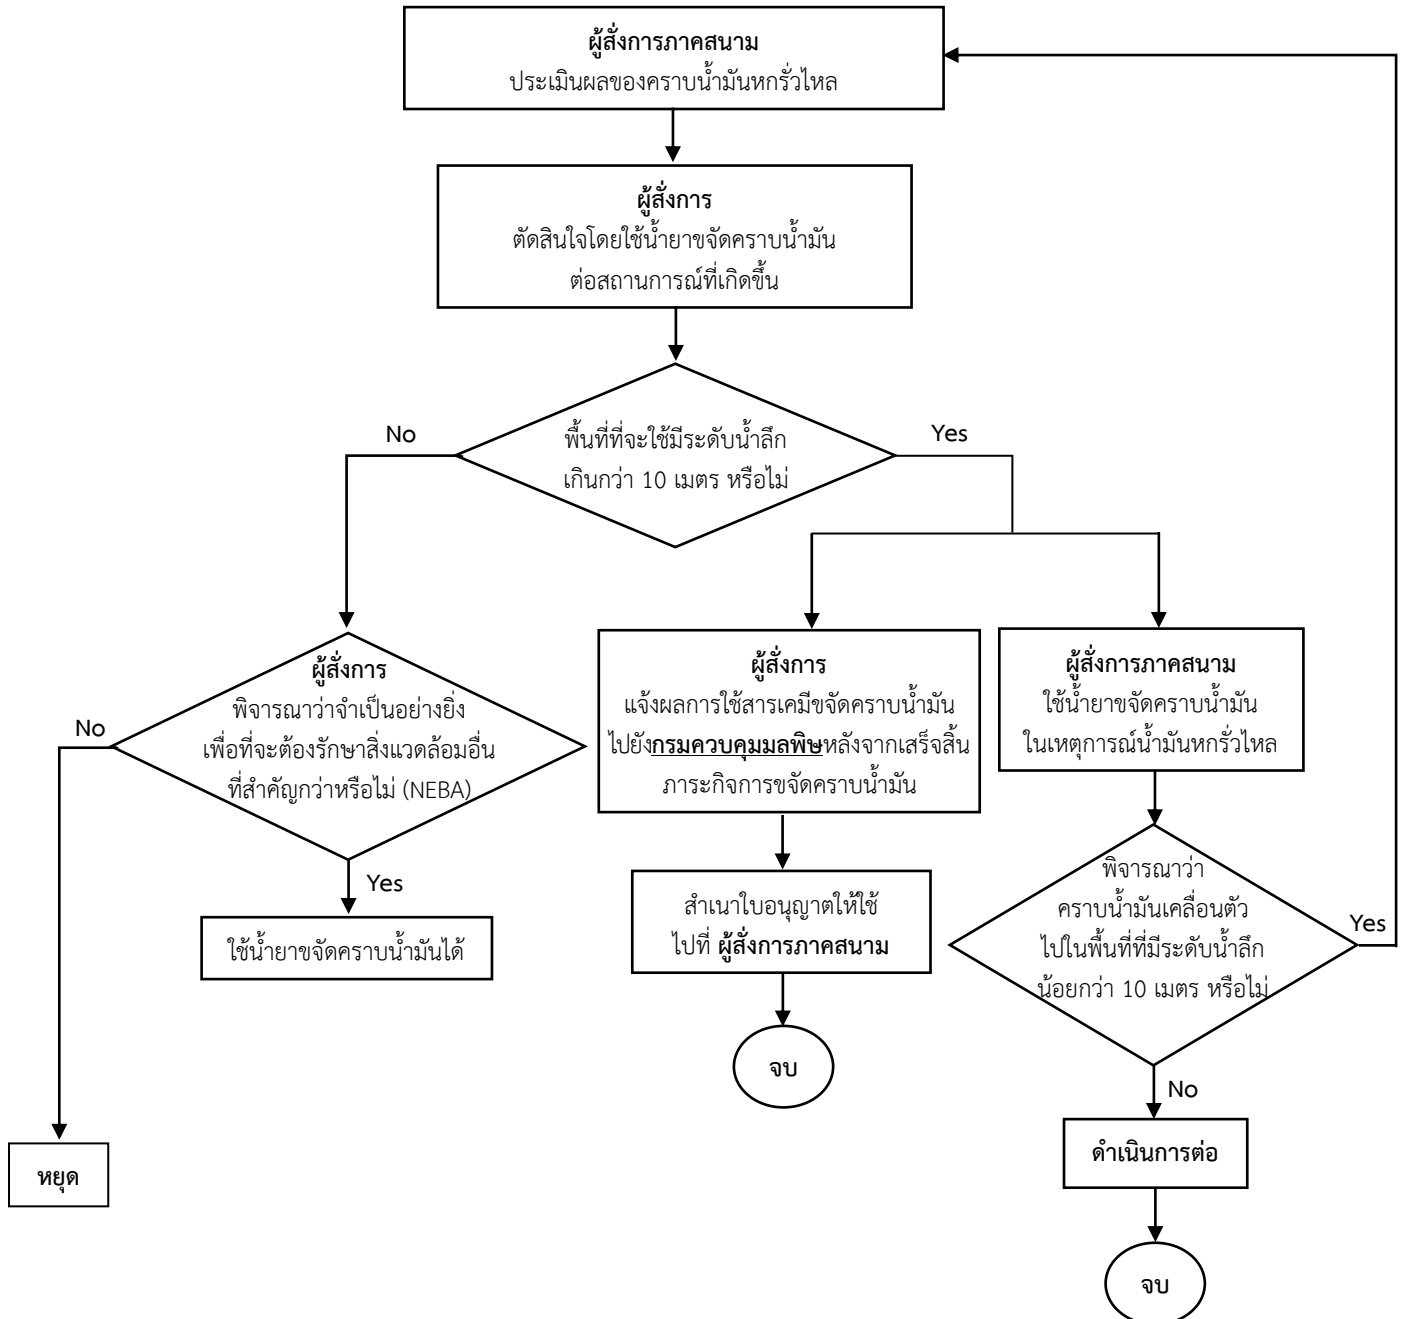 ผู้สั่งการภาคสนาม
ประเมินผลของคราบน้ำมันหกรั่วไหล
ผู้สั่งการ
ตัดสินใจโดยใช้น้ำยาขจัดคราบน้ำมัน
ต่อสถานการณ์ที่เกิดขึ้น
No
Yes
พื้นที่ที่จะใช้มีระดับน้ำลึก
เกินกว่า 10 เมตร หรือไม่
ผู้สั่งการ
พิจารณาว่าจำเป็นอย่างยิ่ง
เพื่อที่จะต้องรักษาสิ่งแวดล้อมอื่น
ที่สำคัญกว่าหรือไม่ (NEBA)
No
Yes
ใช้น้ำยาขจัดคราบน้ำมันได้
หยุด
ผู้สั่งการ
แจ้งผลการใช้สารเคมีขจัดคราบน้ำมัน
ไปยังกรมควบคุมมลพิษหลังจากเสร็จสิ้น
ภาระกิจการขจัดคราบน้ำมัน
สำเนาใบอนุญาตให้ใช้
ไปที่ ผู้สั่งการภาคสนาม
จบ
ผู้สั่งการภาคสนาม
ใช้น้ำยาขจัดคราบน้ำมัน
ในเหตุการณ์น้ำมันหกรั่วไหล
พิจารณาว่า
คราบน้ำมันเคลื่อนตัว
ไปในพื้นที่ที่มีระดับน้ำลึก
น้อยกว่า 10 เมตร หรือไม่
Yes
No
ดำเนินการต่อ
จบ